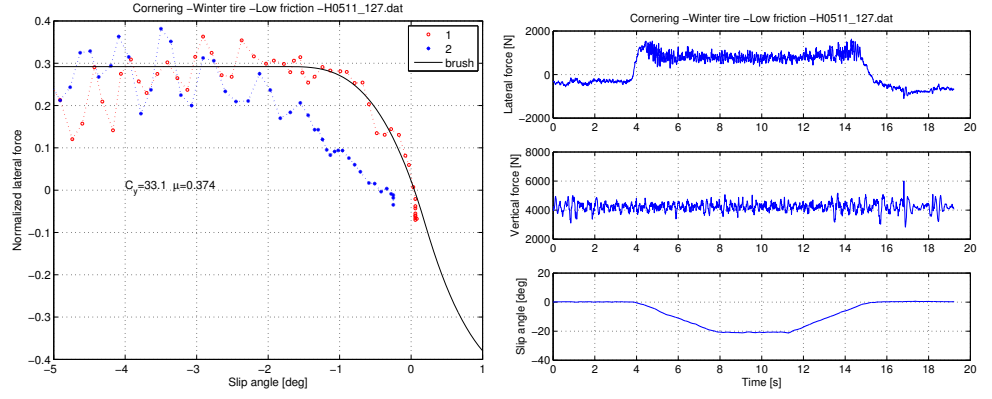 Cornering −Winter tire −Low friction −H0511_127.dat
0.4
0.3
0.2
0.1
0
−0.1
−0.2
−0.3
−0.4
−5
−4
−3
−2
−1
0
1
Normalized lateral force
Slip angle [deg]
C_y=33.1 μ=0.374
1
2
brush
Cornering −Winter tire −Low friction −H0511_127.dat
2000
0
−2000
Lateral force [N]
0 2 4 6 8 10 12 14 16 18 20
8000
6000
4000
2000
Vertical force [N]
0 2 4 6 8 10 12 14 16 18 20
20
0
−20
−40
Slip angle [deg]
0 2 4 6 8 10 12 14 16 18 20
Time [s]